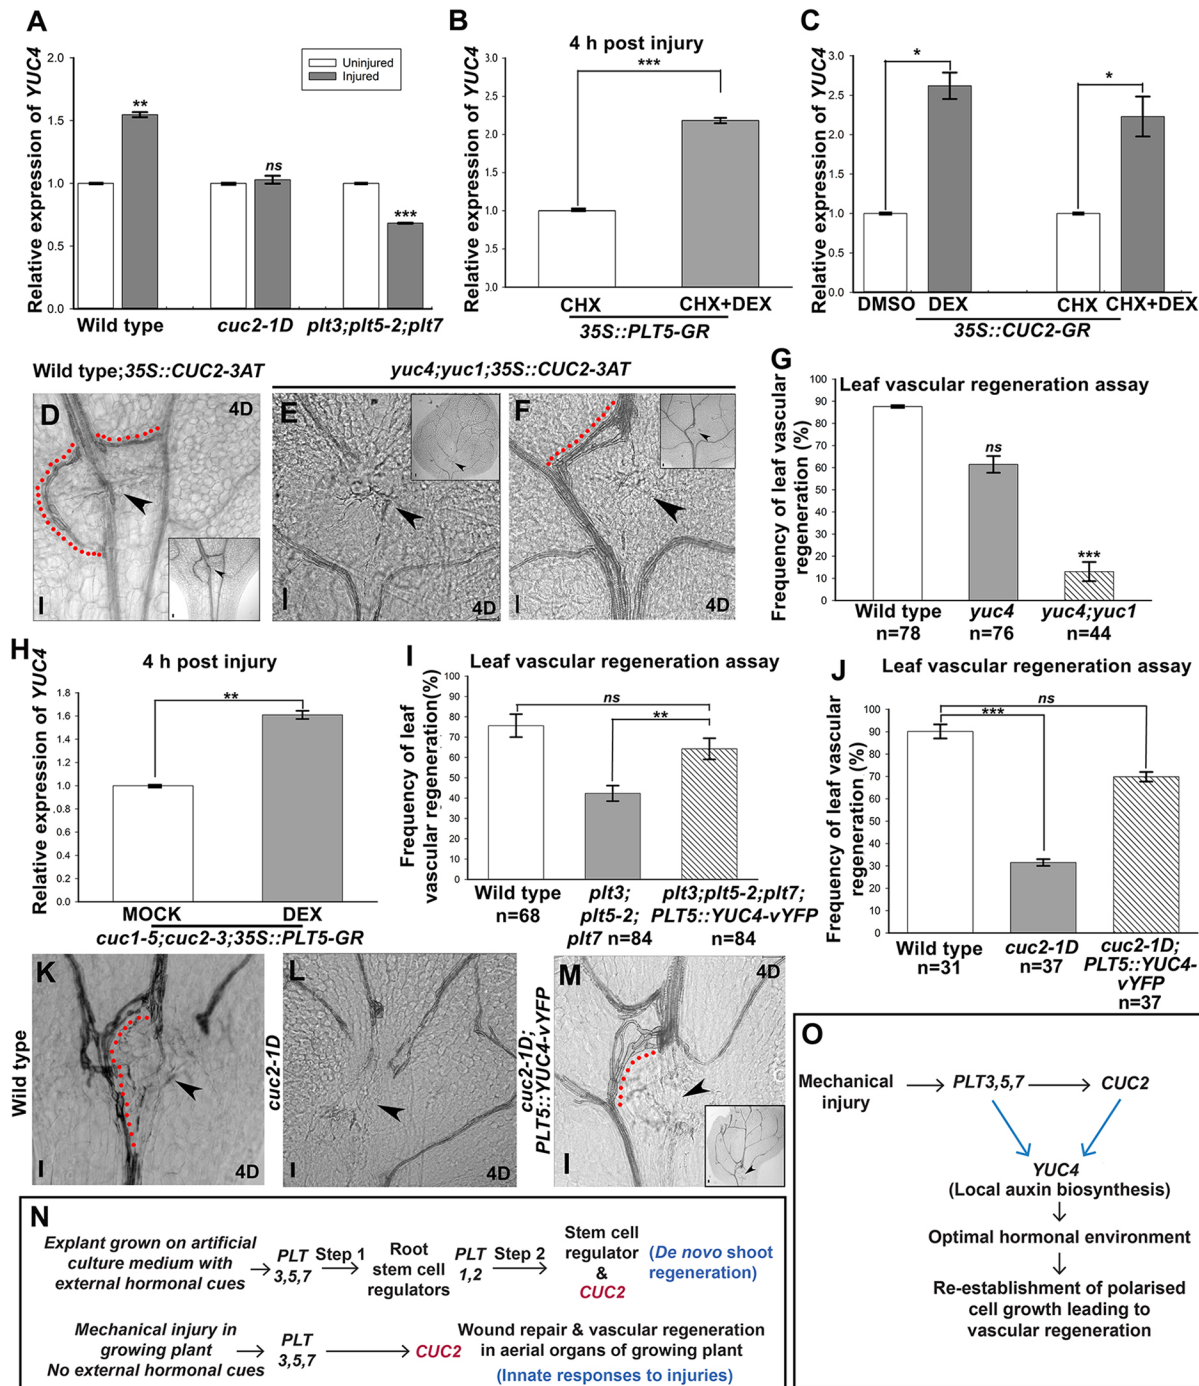 A
Relative expression of YUC4
2.0
1.5
1.0
0.5
0.0
Uninjured
Injured
**
ns
***
Wild type
cuc2-1D
plt3;plt5-2;plt7
B
4 h post injury
Relative expression of YUC4
3.0
2.5
2.0
1.5
1.0
0.5
0.0
***
CHX
CHX+DEX
35S::PLT5-GR
C
Relative expression of YUC4
3.0
2.5
2.0
1.5
1.0
0.5
0.0
*
*
DMSO
DEX
CHX
CHX+DEX
35S::CUC2-GR
Wild type;35S::CUC2-3AT
yuc4;yuc1;35S::CUC2-3AT
D
4D
E
4D
F
4D
G
Leaf vascular regeneration assay
Frequency of leaf vascular
regeneration (%)
100
90
80
70
60
50
40
30
20
10
0
ns
***
Wild type
n=78
yuc4
n=76
yuc4;yuc1
n=44
H
4 h post injury
Relative expression of YUC4
1.8
1.6
1.4
1.2
1.0
0.8
0.6
0.4
0.2
0.0
**
MOCK
DEX
cuc1-5;cuc2-3;35S::PLT5-GR
I
Leaf vascular regeneration assay
Frequency of leaf
vascular regeneration(%)
100
90
80
70
60
50
40
30
20
10
0
ns
**
Wild type
n=68
plt3;
plt5-2;
plt7 n=84
plt3;plt5-2;plt7;
PLT5::YUC4-vYFP
n=84
J
Leaf vascular regeneration assay
Frequency of leaf vascular
regeneration (%)
100
90
80
70
60
50
40
30
20
10
0
ns
***
Wild type
n=31
cuc2-1D
n=37
cuc2-1D;
PLT5::YUC4-
vYFP
n=37
K
Wild type
4D
L
cuc2-1D
4D
M
cuc2-1D;
PLT5::YUC4-vYFP
4D
N
Explant grown on artificial
culture medium with
external hormonal cues
PLT
3,5,7
Step 1
Root
stem cell
regulators
PLT
1,2
Step 2
Stem cell
regulator
&
CUC2
(De novo shoot
regeneration)
Mechanical injury in
growing plant
No external hormonal cues
PLT
3,5,7
CUC2
Wound repair & vascular regeneration
in aerial organs of growing plant
(Innate responses to injuries)
O
Mechanical
injury
PLT3,5,7
CUC2
YUC4
(Local auxin biosynthesis)
Optimal hormonal environment
Re-establishment of polarised
cell growth leading to
vascular regeneration